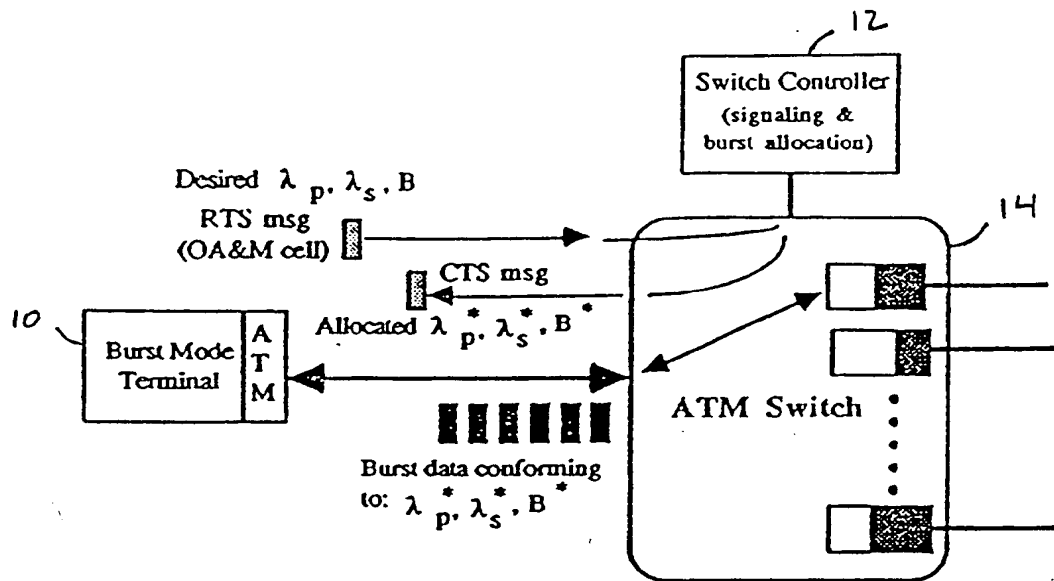 12
Switch Controller
(signaling &
burst allocation)
Desired λ p, λ s, B
RTS msg
(OA&M cell)
14
CTS msg
Allocated λ *p, λ *s, B *
10
Burst Mode
Terminal
ATM
ATM Switch
Burst data conforming
to: λ *p, λ *s, B *